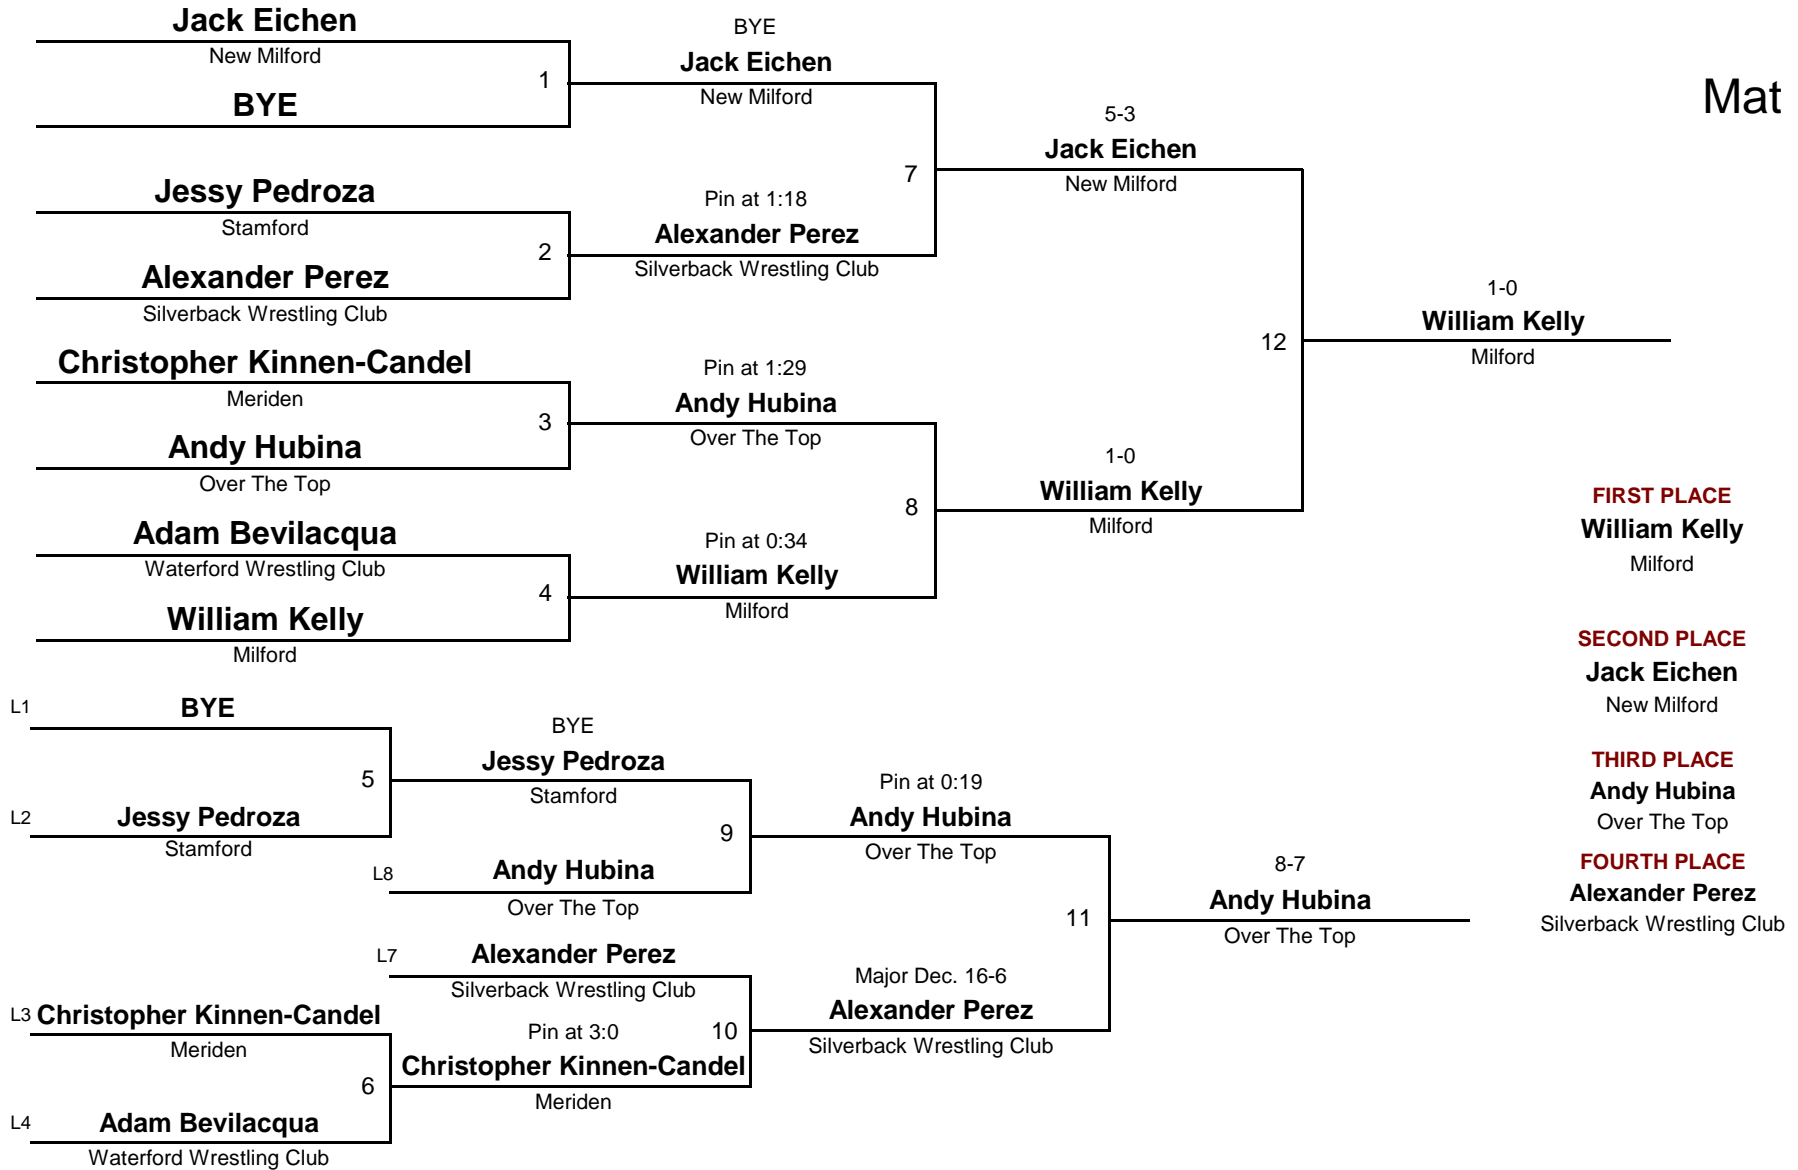 Jack Eichen
New Milford
1
BYE
BYE
Jack Eichen
New Milford
Mat
Jessy Pedroza
Stamford
2
Alexander Perez
Silverback Wrestling Club
Pin at 1:18
Alexander Perez
Silverback Wrestling Club
7
5-3
Jack Eichen
New Milford
Christopher Kinnen-Candel
Meriden
3
Andy Hubina
Over The Top
Pin at 1:29
Andy Hubina
Over The Top
Adam Bevilacqua
Waterford Wrestling Club
4
William Kelly
Milford
Pin at 0:34
William Kelly
Milford
8
1-0
William Kelly
Milford
12
1-0
William Kelly
Milford
FIRST PLACE
William Kelly
Milford
SECOND PLACE
Jack Eichen
New Milford
THIRD PLACE
Andy Hubina
Over The Top
FOURTH PLACE
Alexander Perez
Silverback Wrestling Club
L1 BYE
5
L2 Jessy Pedroza
Stamford
BYE
Jessy Pedroza
Stamford
9
L8 Andy Hubina
Over The Top
Pin at 0:19
Andy Hubina
Over The Top
L7 Alexander Perez
Silverback Wrestling Club
10
L3 Christopher Kinnen-Candel
Meriden
6
L4 Adam Bevilacqua
Waterford Wrestling Club
Pin at 3:0
Christopher Kinnen-Candel
Meriden
Major Dec. 16-6
Alexander Perez
Silverback Wrestling Club
11
8-7
Andy Hubina
Over The Top